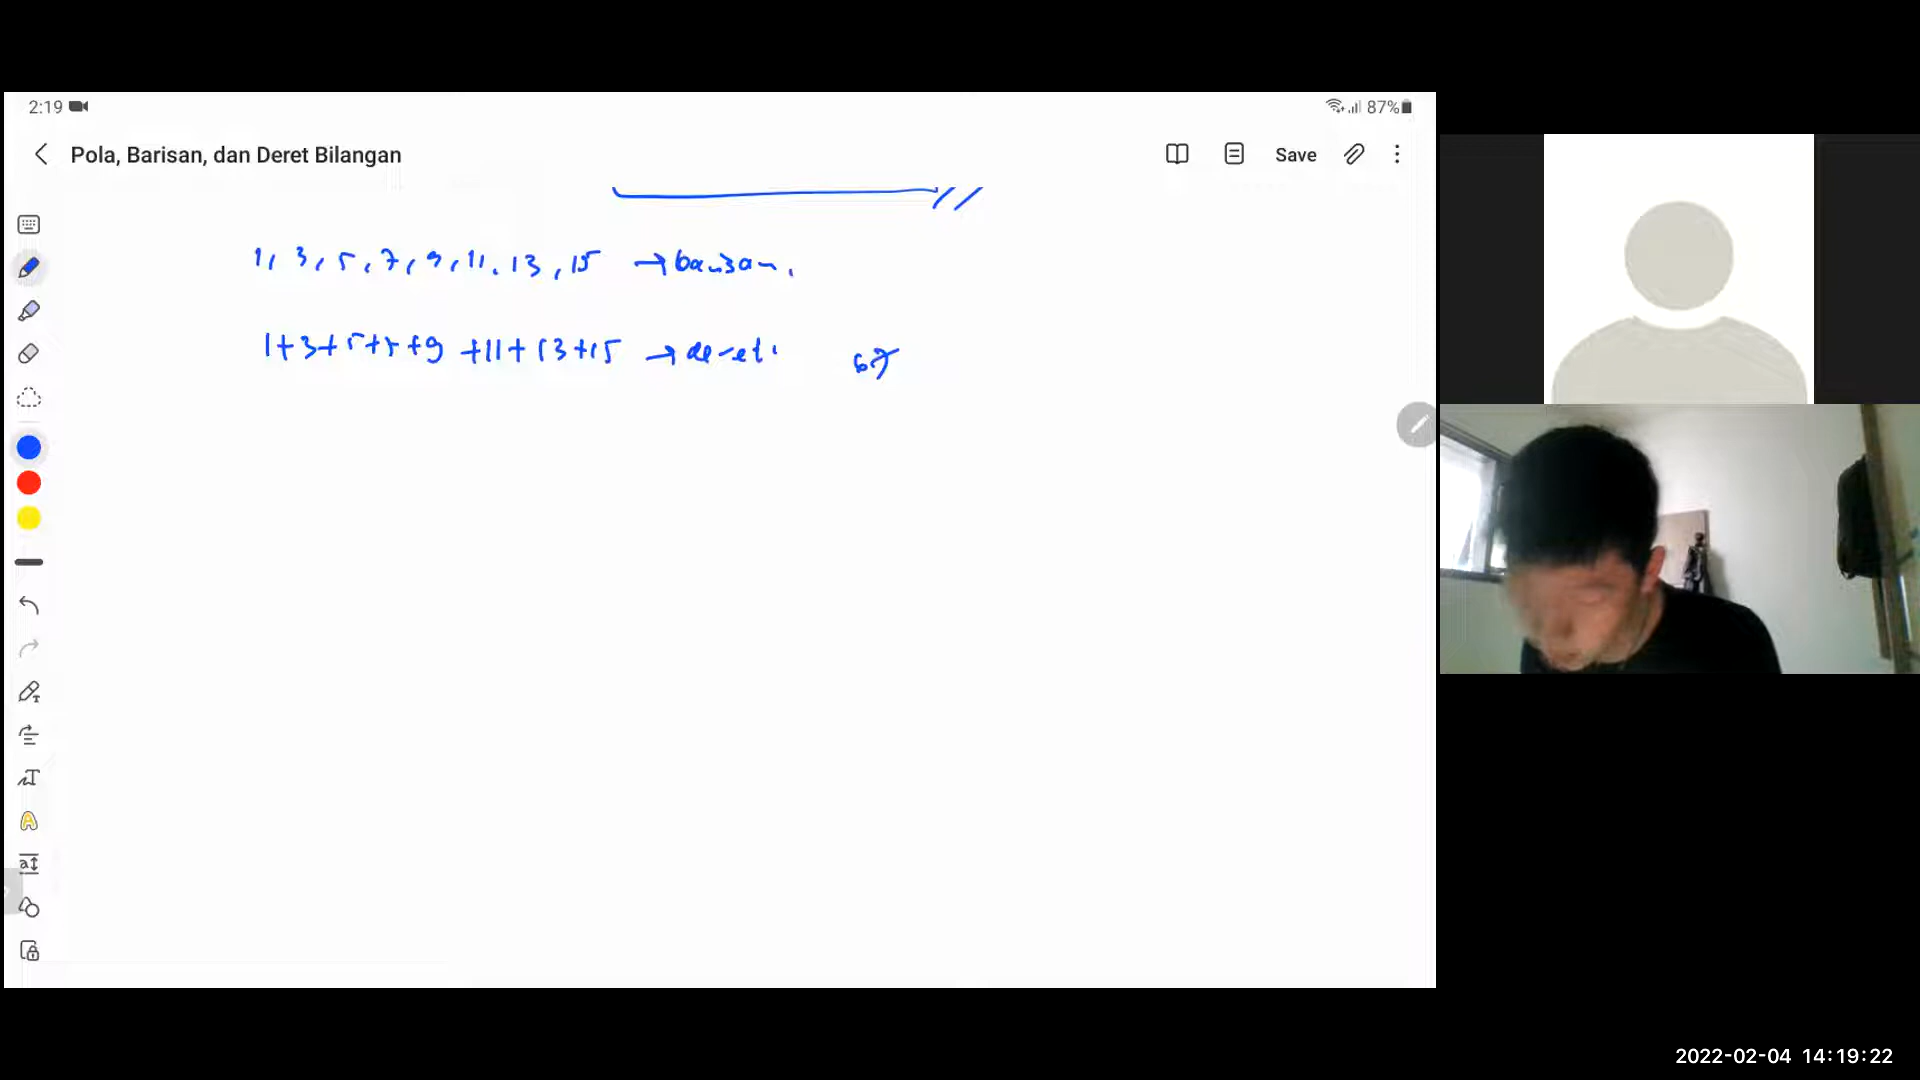 2:19 87%
Pola, Barisan, dan Deret Bilangan Save
1, 3, 5, 7, 9, 11, 13, 15 → barisan.
1+3+5+7+9+11+13+15 → deret. 67
2022-02-04 14:19:22